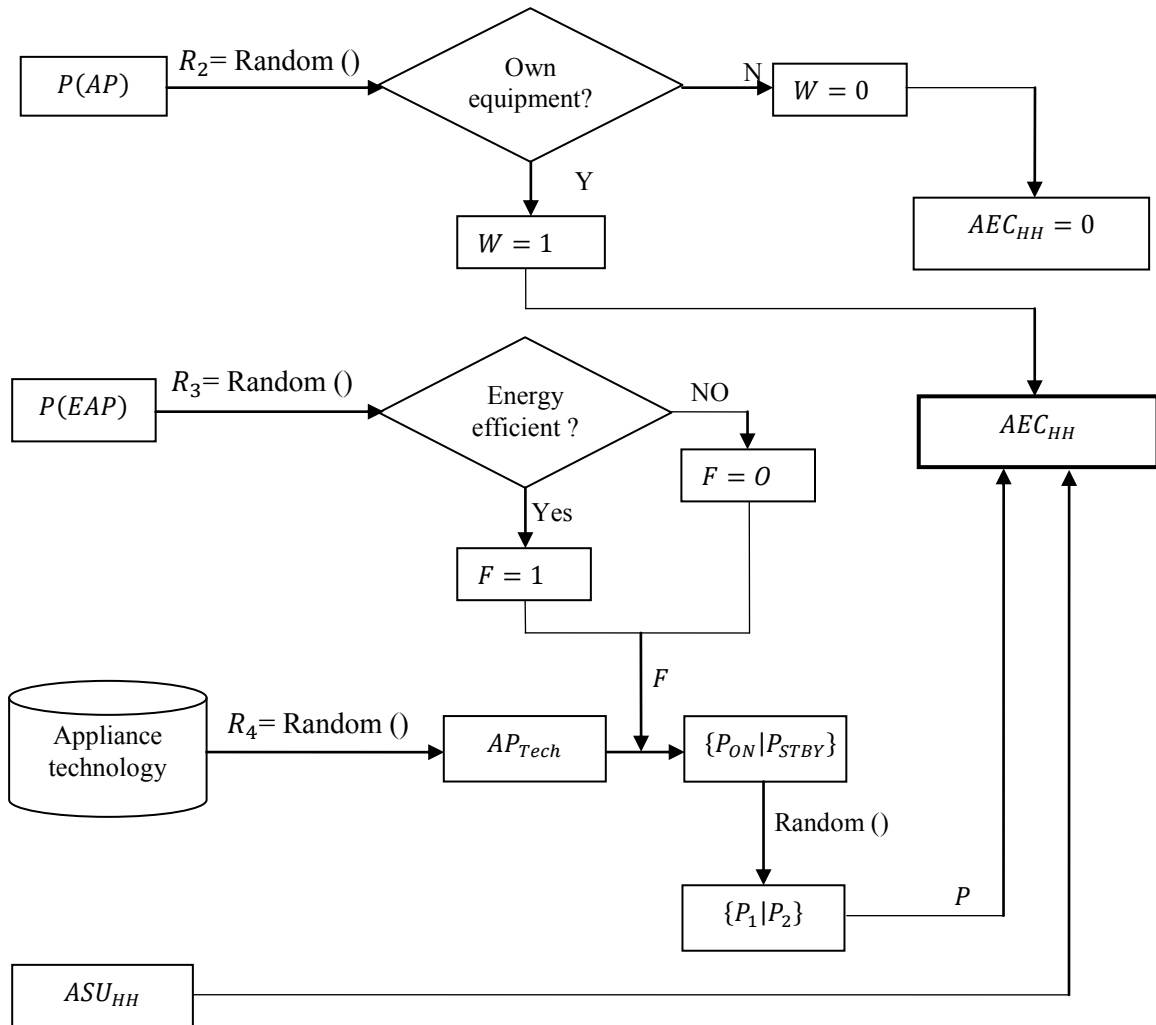 P(AP)
R₂= Random ()
Own
equipment?
N
W = 0
Y
AEC_HH = 0
W = 1
P(EAP)
R₃= Random ()
Energy
efficient ?
NO
AEC_HH
F = O
Yes
F = 1
F
Appliance
technology
R₄= Random ()
AP_Tech
{P_ON|P_STBY}
Random ()
{P₁|P₂}
P
ASU_HH